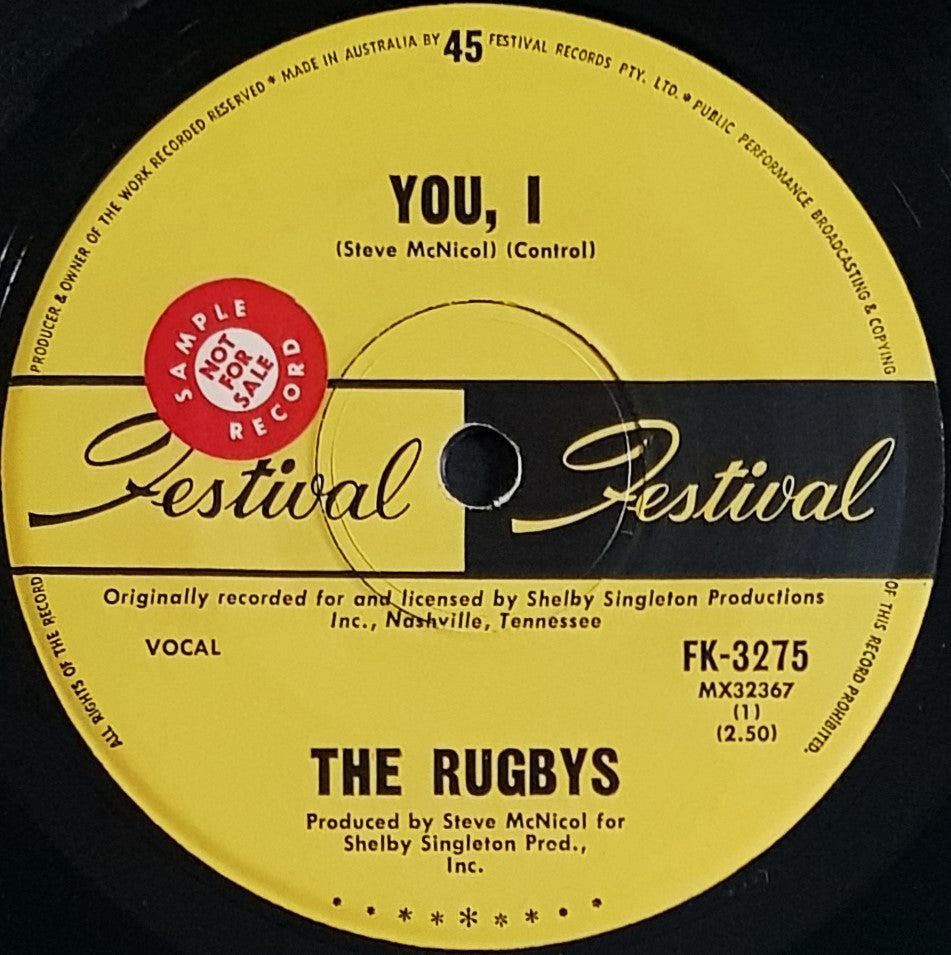 PRODUCER & OWNER OF THE WORK RECORDED RESERVED * MADE IN AUSTRALIA BY 45 FESTIVAL RECORDS PTY. LTD. * PUBLIC PERFORMANCE BROADCASTING & COPYING
YOU, I
(Steve McNicol) (Control)
SAMPLE
NOT
FOR
SALE
RECORD
Festival Festival
ALL RIGHTS OF THE RECORD
OF THIS RECORD PROHIBITED.
Originally recorded for and licensed by Shelby Singleton Productions
Inc., Nashville, Tennessee
VOCAL
FK-3275
MX32367
(1)
(2.50)
THE RUGBYS
Produced by Steve McNicol for
Shelby Singleton Prod.,
Inc.